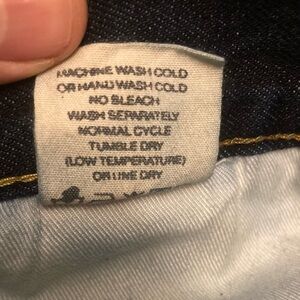 MACHINE WASH COLD
OR HAND WASH COLD
NO BLEACH
WASH SEPARATELY
NORMAL CYCLE
TUMBLE DRY
(LOW TEMPERATURE)
OR LINE DRY